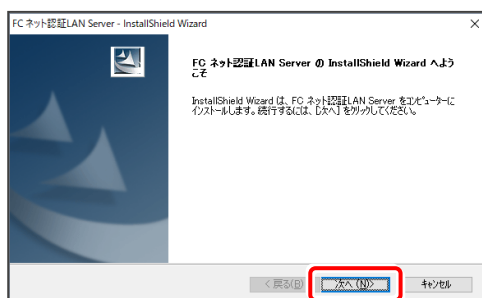 FC ネット認証LAN Server - InstallShield Wizard
FC ネット認証LAN Server の InstallShield Wizard へよう
こそ
InstallShield Wizard は、FC ネット認証LAN Server をコンピューターに
インストールします。続行するには、[次へ] をクリックしてください。
< 戻る(B)
次へ(N)>
キャンセル